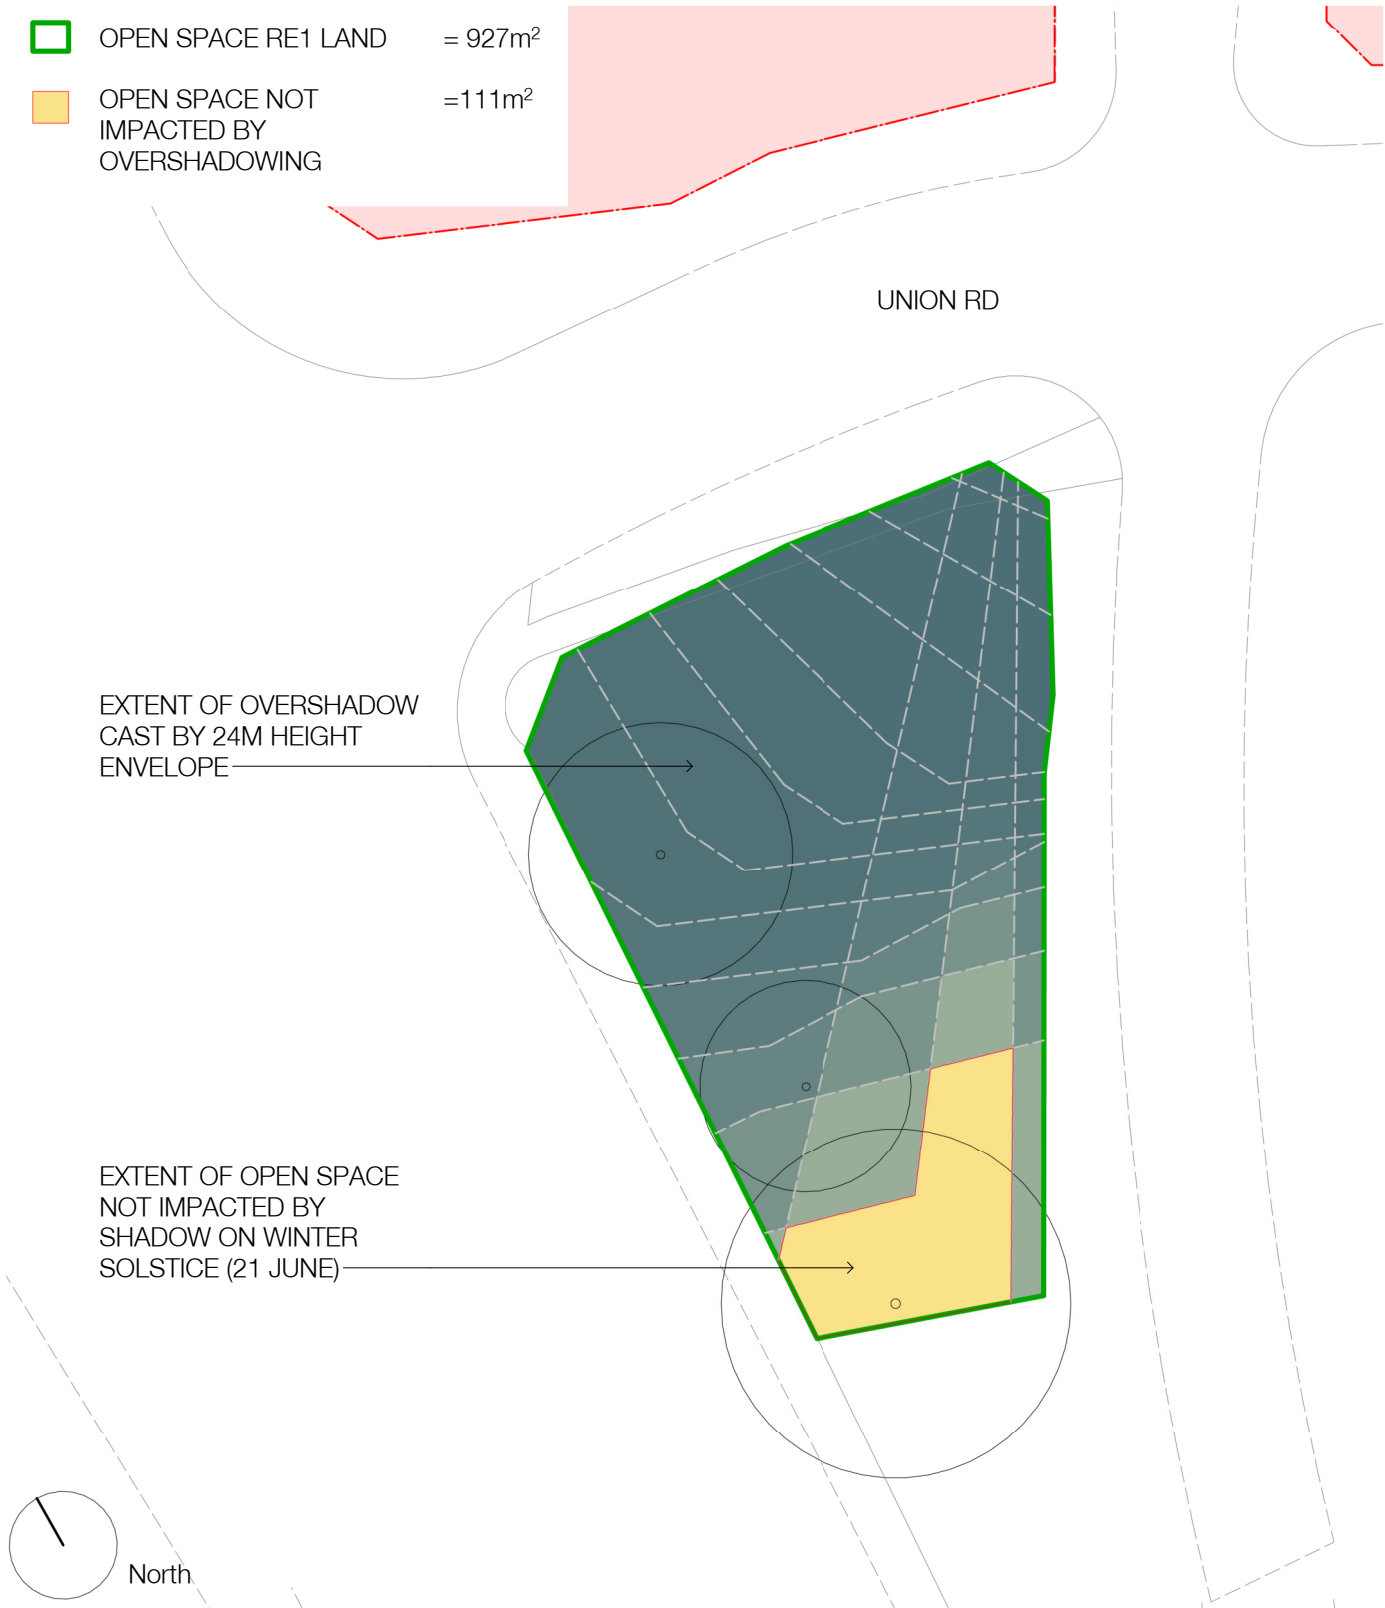 OPEN SPACE RE1 LAND = 927m²
OPEN SPACE NOT =111m²
IMPACTED BY
OVERSHADOWING
UNION RD
EXTENT OF OVERSHADOW
CAST BY 24M HEIGHT
ENVELOPE
EXTENT OF OPEN SPACE
NOT IMPACTED BY
SHADOW ON WINTER
SOLSTICE (21 JUNE)
North